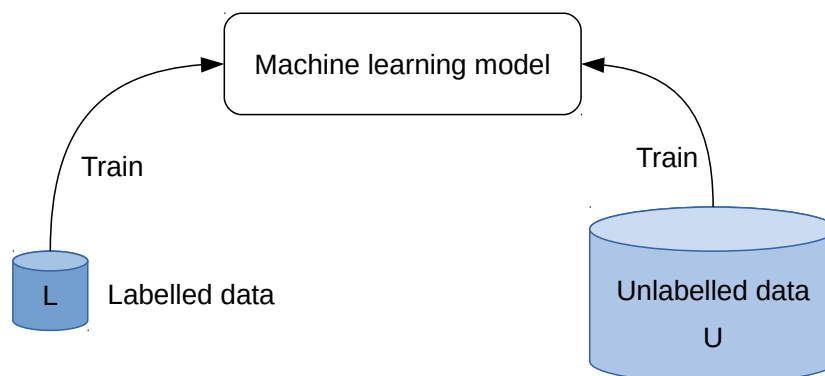 Machine learning model
Train
Train
L
Labelled data
Unlabelled data
U